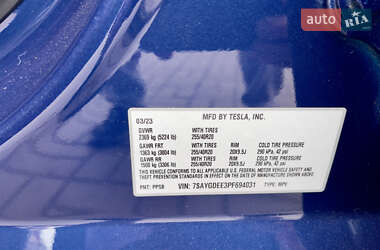 auto RIA
MFD BY TESLA, INC.
03/23
GVWR WITH TIRES
2369 kg (5224 lb) 255/40R20
GAWR FRT WITH TIRES RIM COLD TIRE PRESSURE
1363 kg (3004 lb) 255/40R20 20X9.5J 290 kPa, 42 psi
GAWR RR WITH TIRES RIM COLD TIRE PRESSURE
1500 kg (3306 lb) 255/40R20 20X9.5J 290 kPa, 42 psi
THIS VEHICLE CONFORMS TO ALL APPLICABLE U.S. FEDERAL MOTOR VEHICLE SAFETY AND THEFT PREVENTION STANDARDS IN EFFECT ON THE DATE OF MANUFACTURE SHOWN ABOVE.
PNT: PPSB VIN: 7SAYGDEE3PF694031 TYPE: MPV